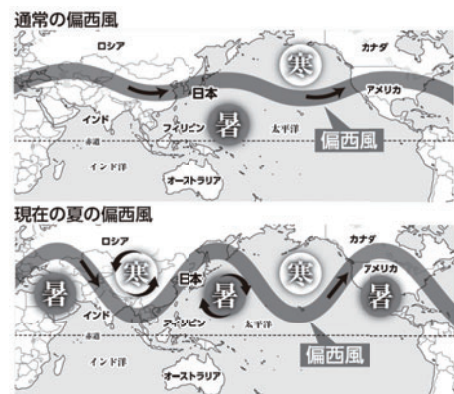 通常の偏西風
ロシア
カナダ
寒
日本
アメリカ
インド
暑
フィリピン
太平洋
偏西風
赤道
インド洋
オーストラリア
現在の夏の偏西風
ロシア
カナダ
寒
寒
日本
アメリカ
暑
暑
暑
インド
フィリピン
太平洋
赤道
インド洋
偏西風
オーストラリア